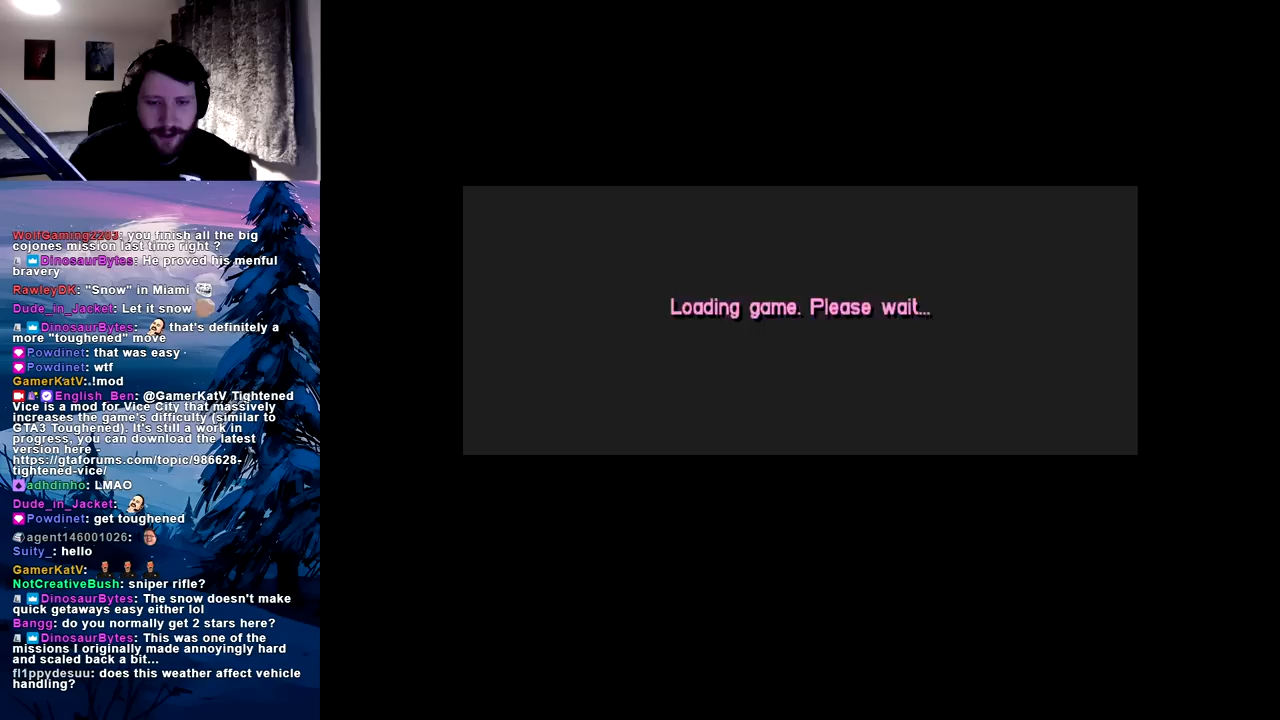 WolfGaming2203: you finish all the big
cojones mission last time right ?
DinosaurBytes: He proved his menful
bravery
RawleyDK: "Snow" in Miami
Dude_in_Jacket: Let it snow
DinosaurBytes: that's definitely a
more "toughened" move
Powdinet: that was easy
Powdinet: wtf
GamerKatV: !mod
English_Ben: @GamerKatV Tightened
Vice is a mod for Vice City that massively
increases the game's difficulty (similar to
GTA3 Toughened). It's still a work in
progress, you can download the latest
version here -
https://gtaforums.com/topic/986628-
tightened-vice/
adhdinho: LMAO
Dude_in_Jacket:
Powdinet: get toughened
agent146001026:
Suity_: hello
GamerKatV:
NotCreativeBush: sniper rifle?
DinosaurBytes: The snow doesn't make
quick getaways easy either lol
Bangg: do you normally get 2 stars here?
DinosaurBytes: This was one of the
missions I originally made annoyingly hard
and scaled back a bit...
fl1ppydesuu: does this weather affect vehicle
handling?
Loading game. Please wait...